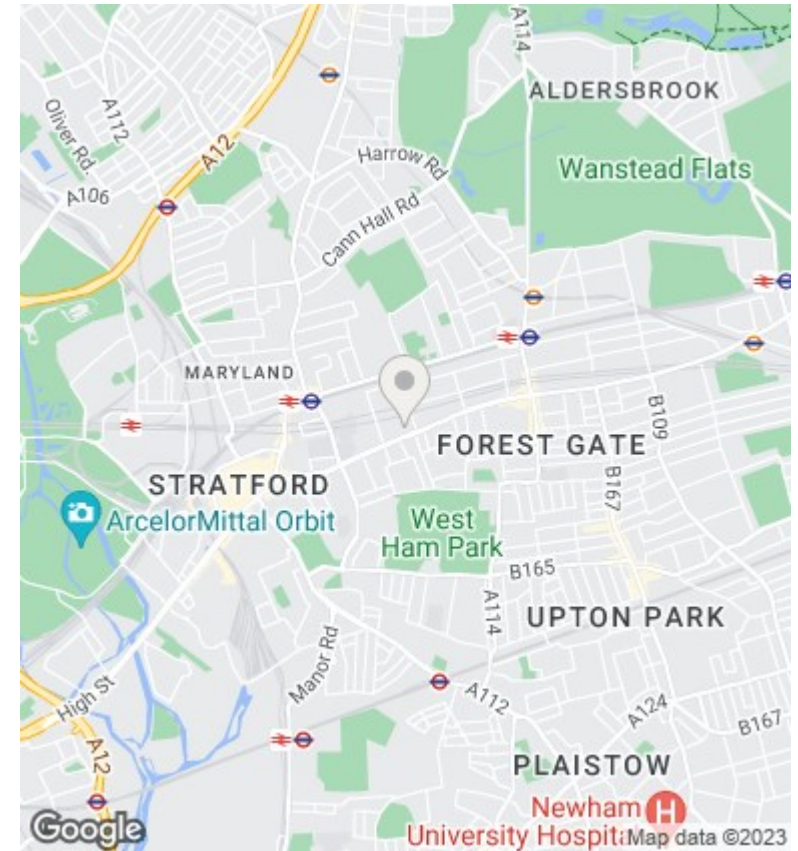 A114
ALDERSBROOK
A112
Oliver Rd.
A12
Harrow Rd
Wanstead Flats
A106
Cann Hall Rd
MARYLAND
B109
FOREST GATE
STRATFORD
B167
ArcelorMittal Orbit
West
Ham Park
B165
A114
UPTON PARK
Manor Rd
High St
A112
A124
B167
A12
PLAISTOW
Newham
University Hospita
H
Google
Map data ©2023